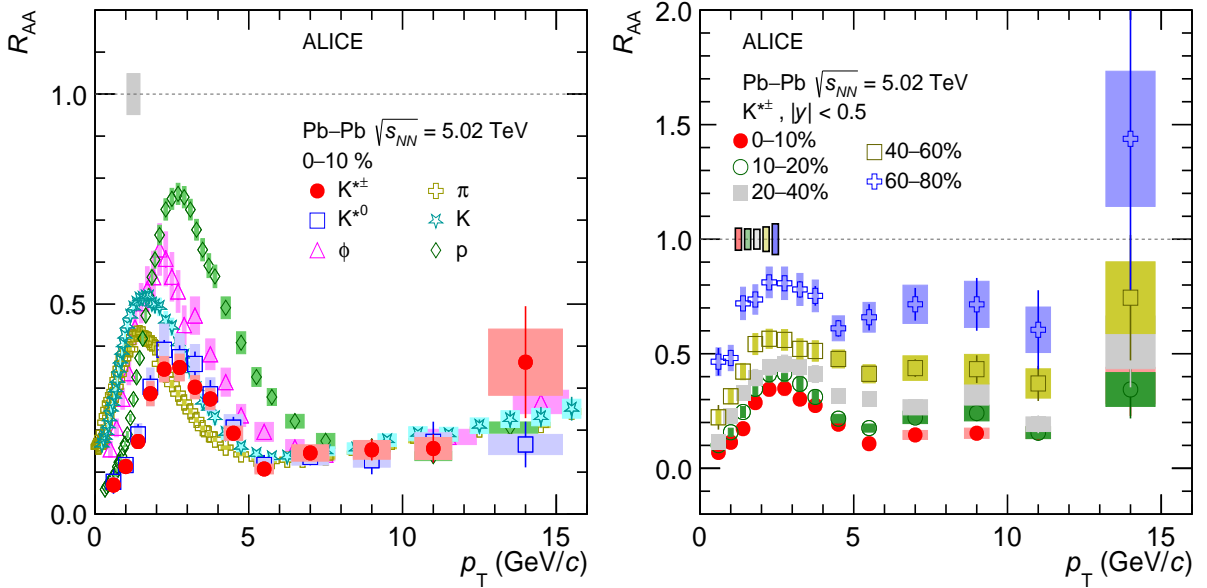 R_AA
ALICE
1.0
Pb–Pb √s_NN = 5.02 TeV
0–10 %
K*± π
K*0 K
ϕ p
0.5
0.0
0 5 10 15
p_T (GeV/c)
R_AA
2.0
ALICE
Pb–Pb √s_NN = 5.02 TeV
K*± , |y| < 0.5
0–10%
10–20%
20–40%
40–60%
60–80%
1.5
1.0
0.5
0.0
0 5 10 15
p_T (GeV/c)